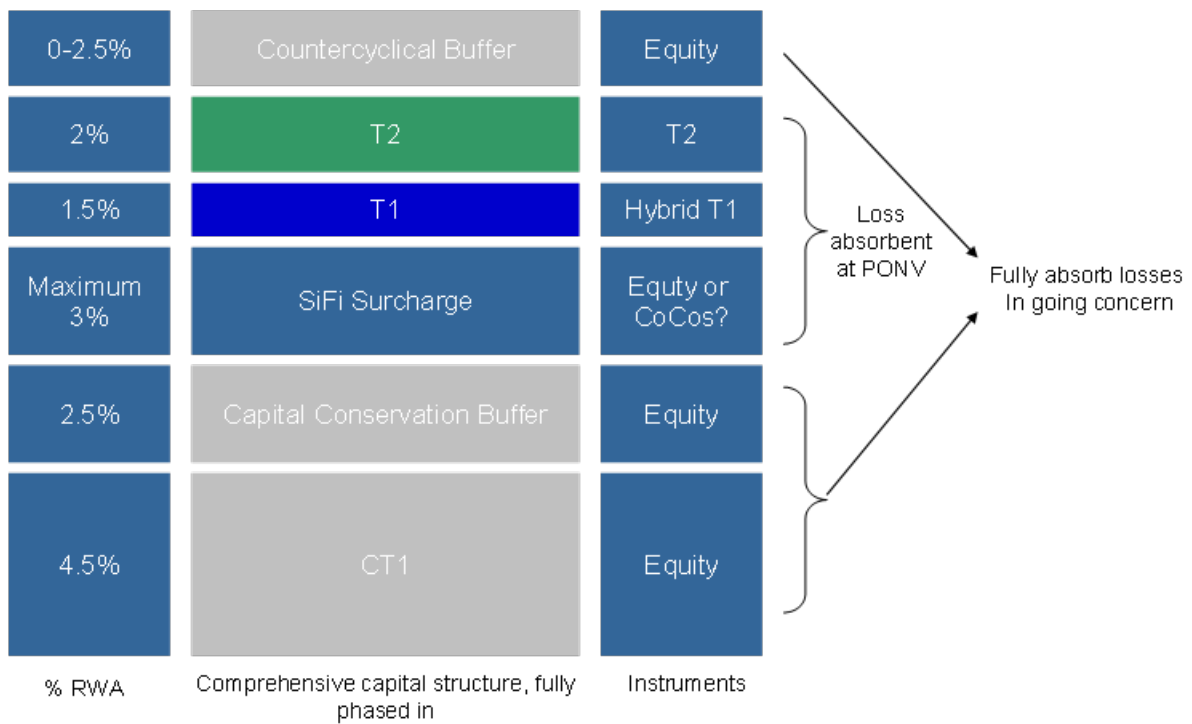 0-2.5%
Countercyclical Buffer
Equity
2%
T2
T2
1.5%
T1
Hybrid T1
Loss
absorbent
at PONV
Maximum
3%
SiFi Surcharge
Equty or
CoCos?
Fully absorb losses
In going concern
2.5%
Capital Conservation Buffer
Equity
4.5%
CT1
Equity
% RWA
Comprehensive capital structure, fully
phased in
Instruments